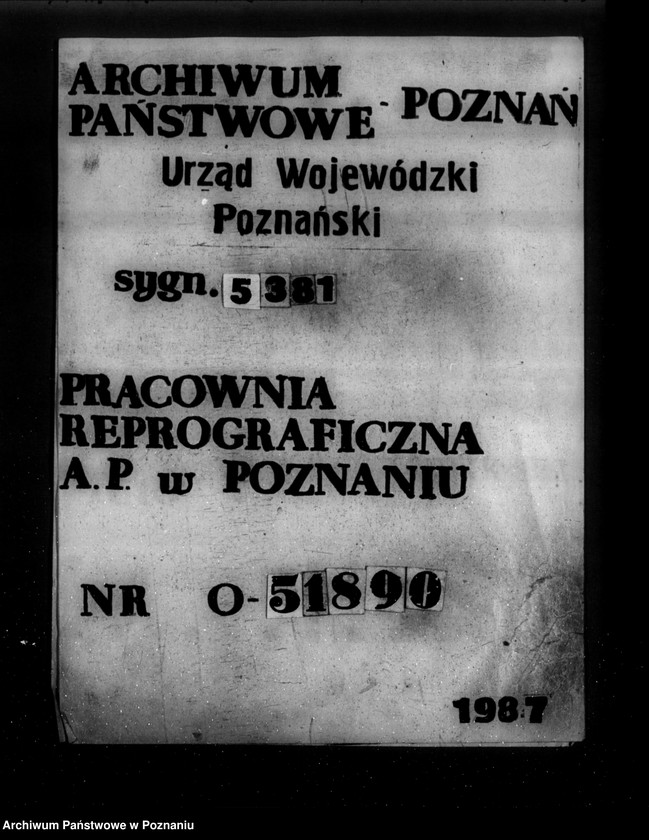 ARCHIWUM
PAŃSTWOWE - POZNAŃ
Urząd Wojewódzki
Poznański
sygn. 5381
PRACOWNIA
REPROGRAFICZNA
A.P. w POZNANIU
NR O-51890
1987
Archiwum Państwowe w Poznaniu